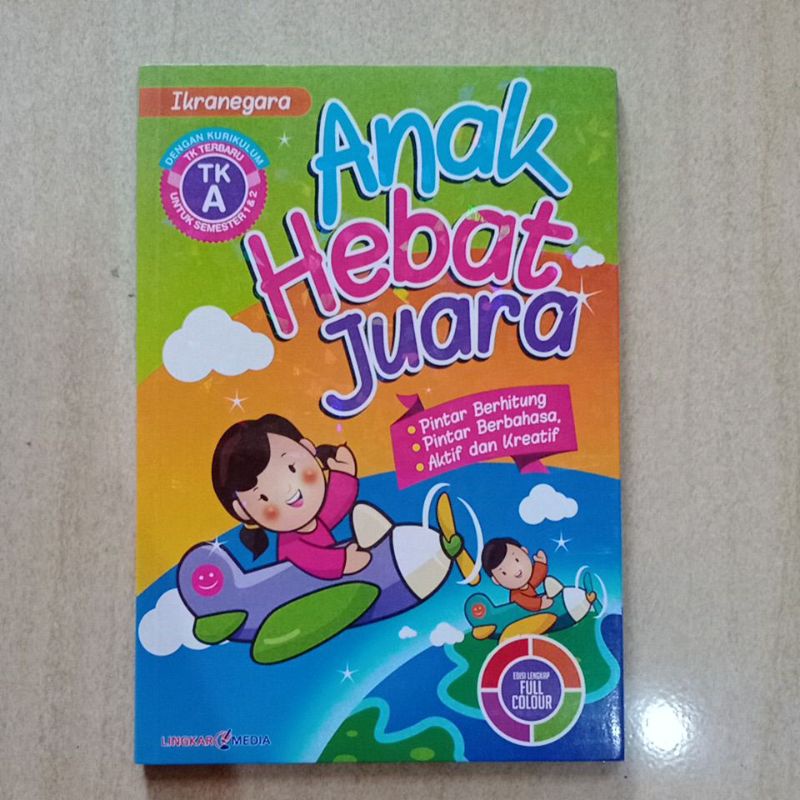 Ikranegara
DENGAN KURIKULUM
TK TERBARU
TK
A
UNTUK SEMESTER 1 & 2
Anak
Hebat
Juara
Pintar Berhitung
Pintar Berbahasa,
Aktif dan Kreatif
EDISI LENGKAP
FULL
COLOUR
LINGKAR MEDIA